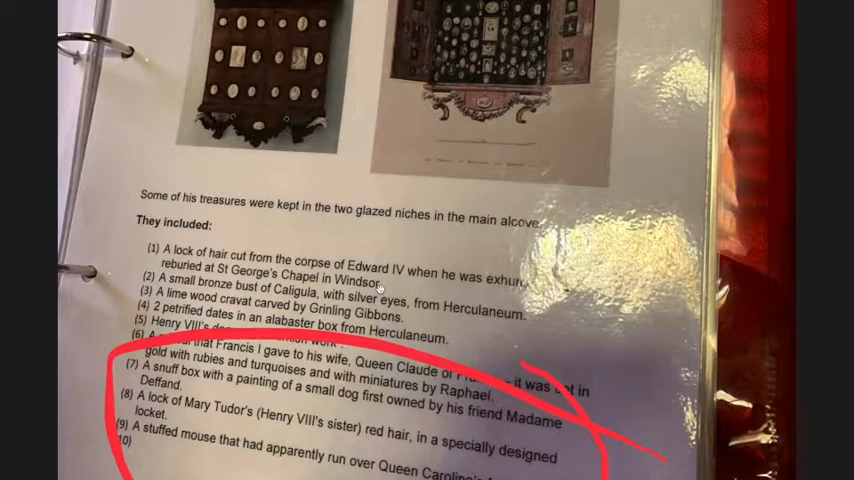 Some of his treasures were kept in the two glazed niches in the main alcove
They included:
(1) A lock of hair cut from the corpse of Edward IV when he was
reburied at St George's Chapel in Windsor
(2) A small bronze bust of Caligula, with silver eyes, from Herculaneum.
(3) A lime wood cravat carved by Grinling Gibbons.
(4) 2 petrified dates in an alabaster box from Herculaneum.
(5) Henry VIII's
(6) that Francis I gave to his wife, Queen Claude of it was set in
gold with rubies and turquoises and with miniatures by Raphael.
(7) A snuff box with a painting of a small dog first owned by his friend Madame
Deffand.
(8) A lock of Mary Tudor's (Henry VIII's sister) red hair, in a specially designed
locket.
(9) A stuffed mouse that had apparently run over Queen Caroline's
10)